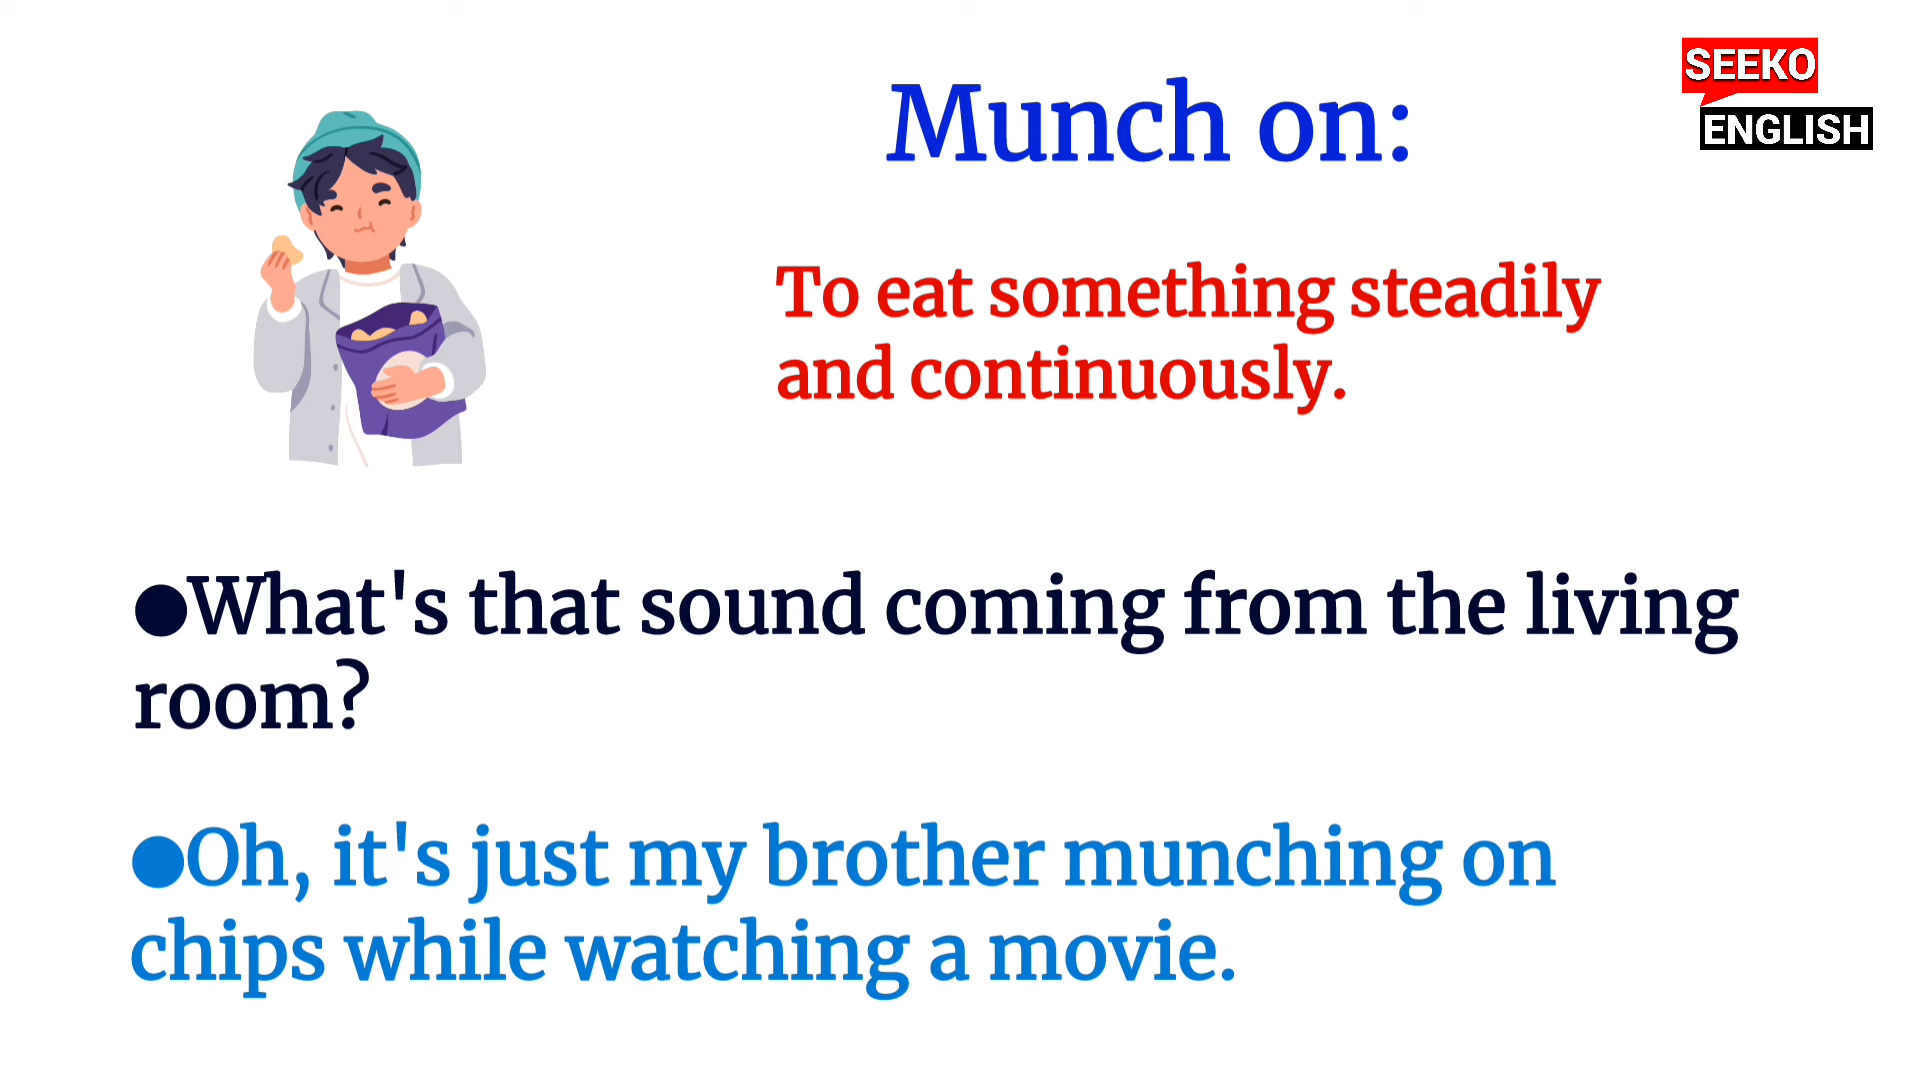 SEEKO
ENGLISH
Munch on:
To eat something steadily
and continuously.
●What's that sound coming from the living
room?
●Oh, it's just my brother munching on
chips while watching a movie.